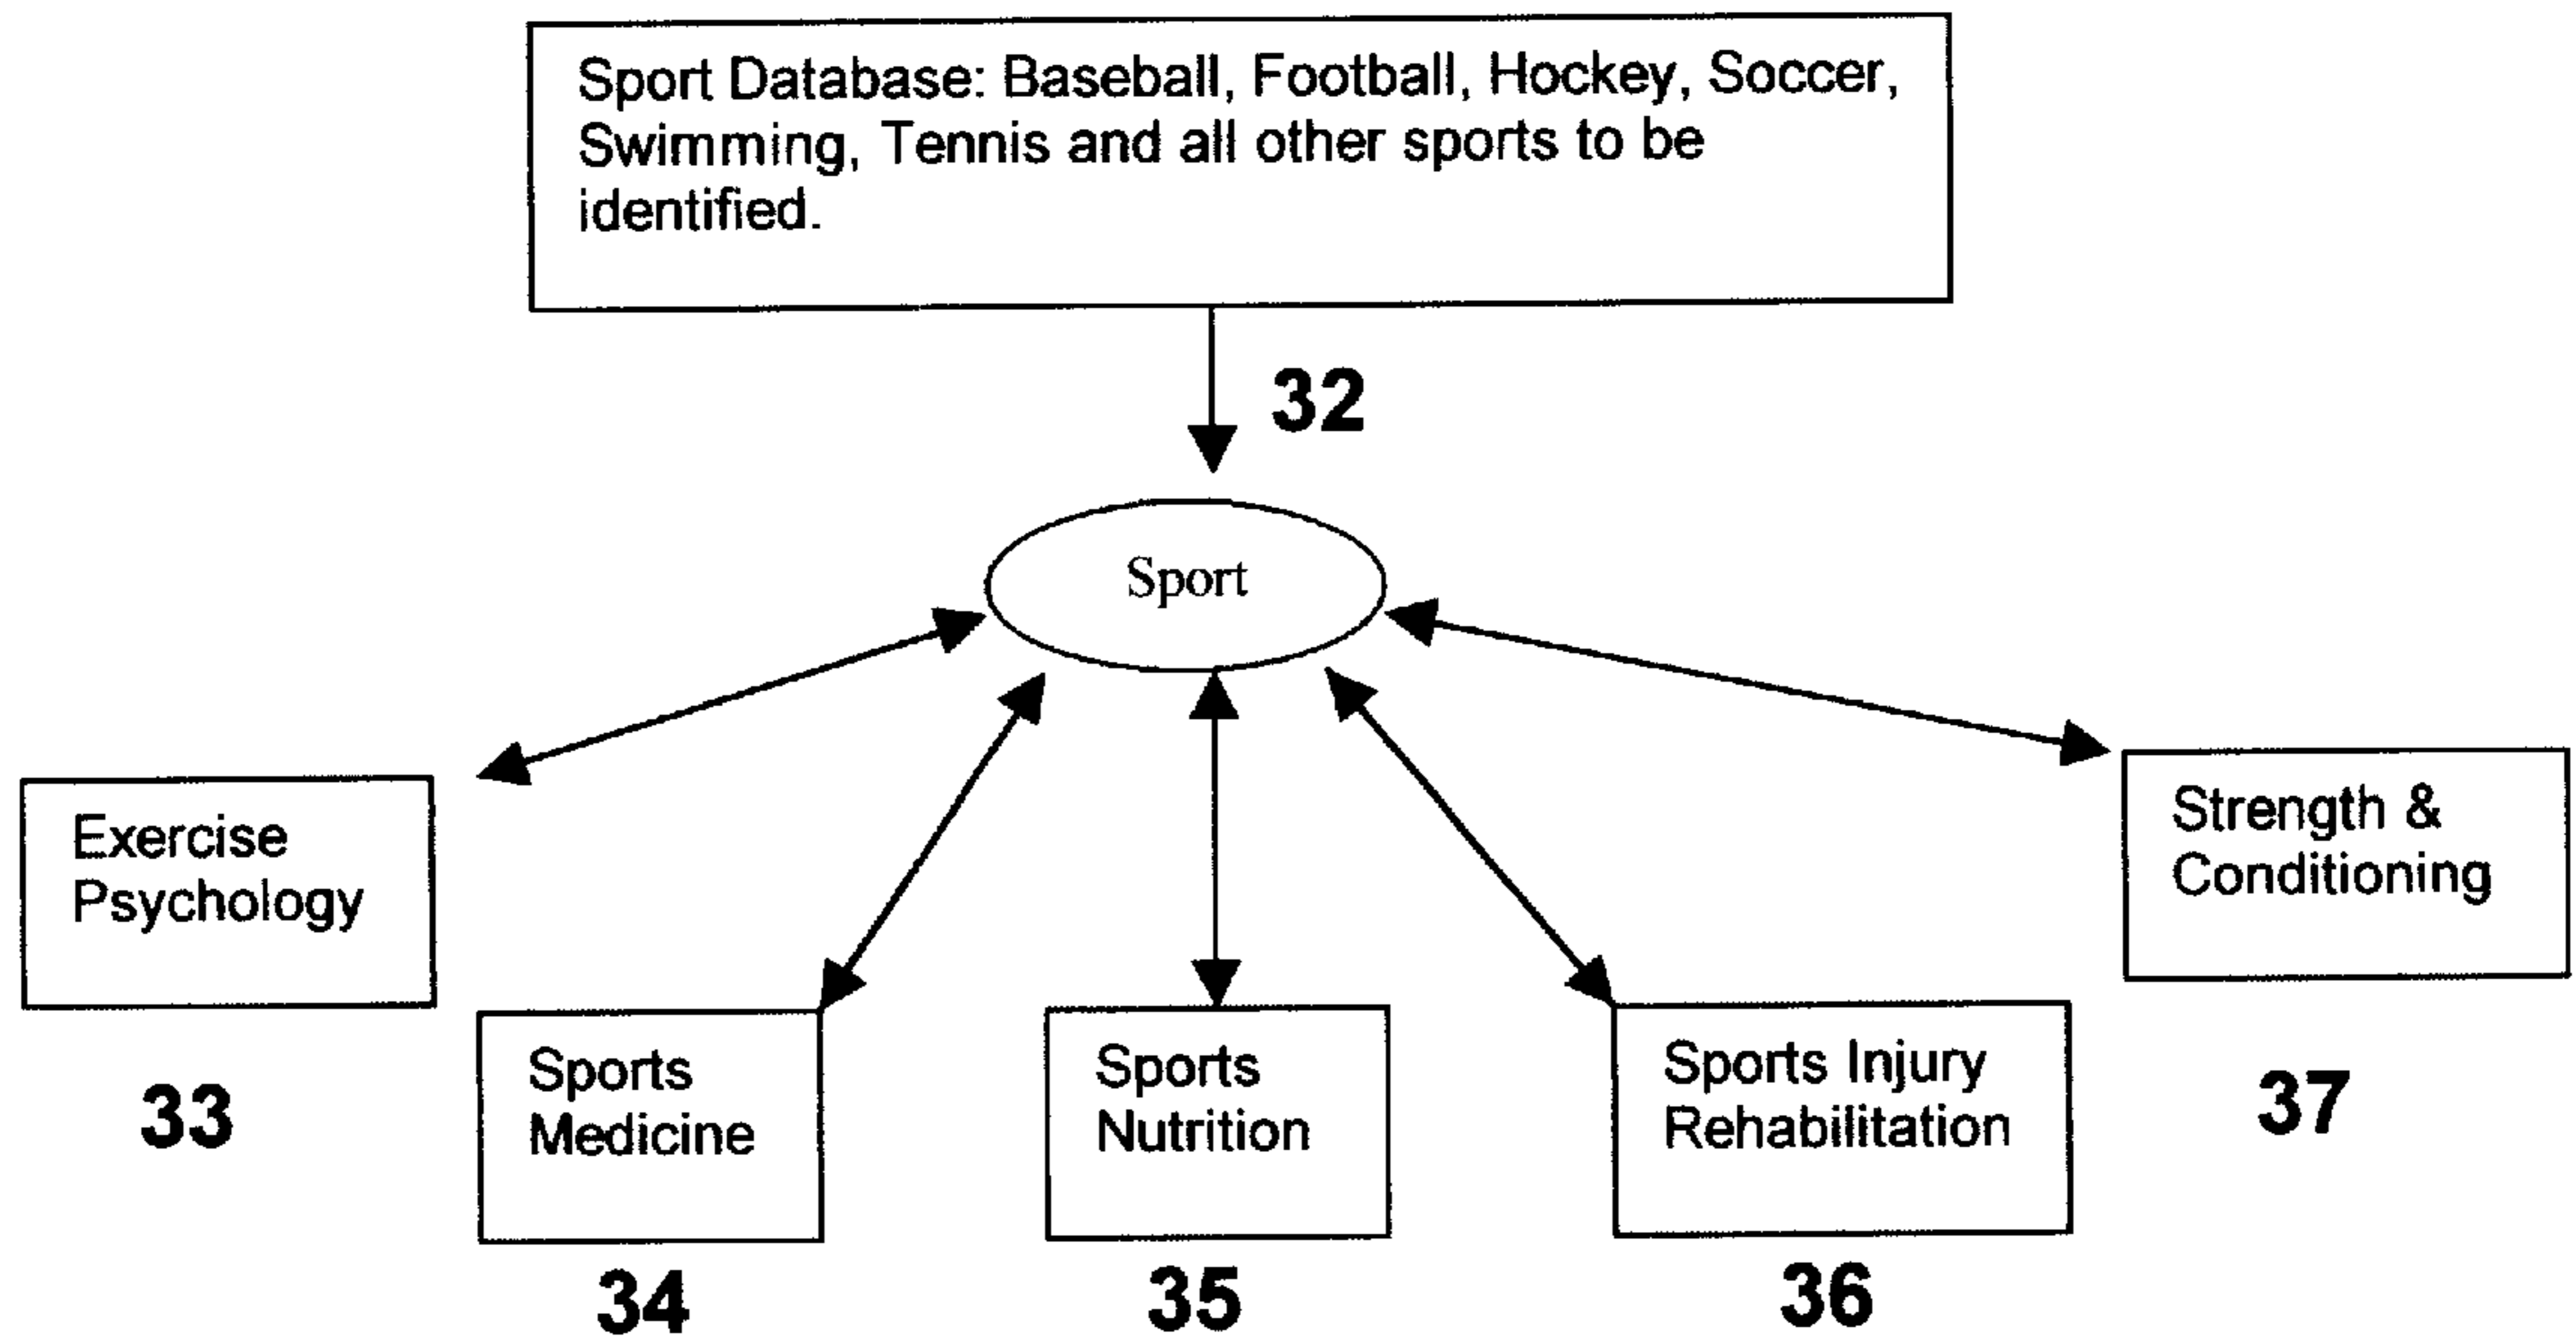 Sport Database: Baseball, Football, Hockey, Soccer,
Swimming, Tennis and all other sports to be
identified.
32
Sport
Exercise
Psychology
33
Sports
Medicine
34
Sports
Nutrition
35
Sports Injury
Rehabilitation
36
Strength &
Conditioning
37